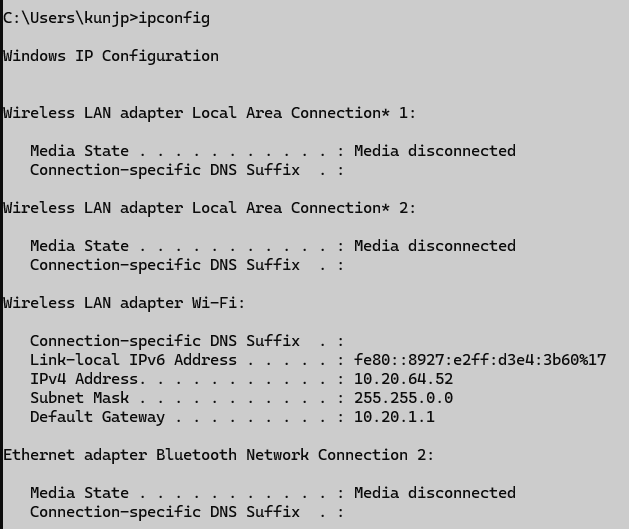 C:\Users\kunjp>ipconfig
Windows IP Configuration
Wireless LAN adapter Local Area Connection* 1:
   Media State . . . . . . . . . . . : Media disconnected
   Connection-specific DNS Suffix  . :
Wireless LAN adapter Local Area Connection* 2:
   Media State . . . . . . . . . . . : Media disconnected
   Connection-specific DNS Suffix  . :
Wireless LAN adapter Wi-Fi:
   Connection-specific DNS Suffix  . :
   Link-local IPv6 Address . . . . . : fe80::8927:e2ff:d3e4:3b60%17
   IPv4 Address. . . . . . . . . . . : 10.20.64.52
   Subnet Mask . . . . . . . . . . . : 255.255.0.0
   Default Gateway . . . . . . . . . : 10.20.1.1
Ethernet adapter Bluetooth Network Connection 2:
   Media State . . . . . . . . . . . : Media disconnected
   Connection-specific DNS Suffix  . :